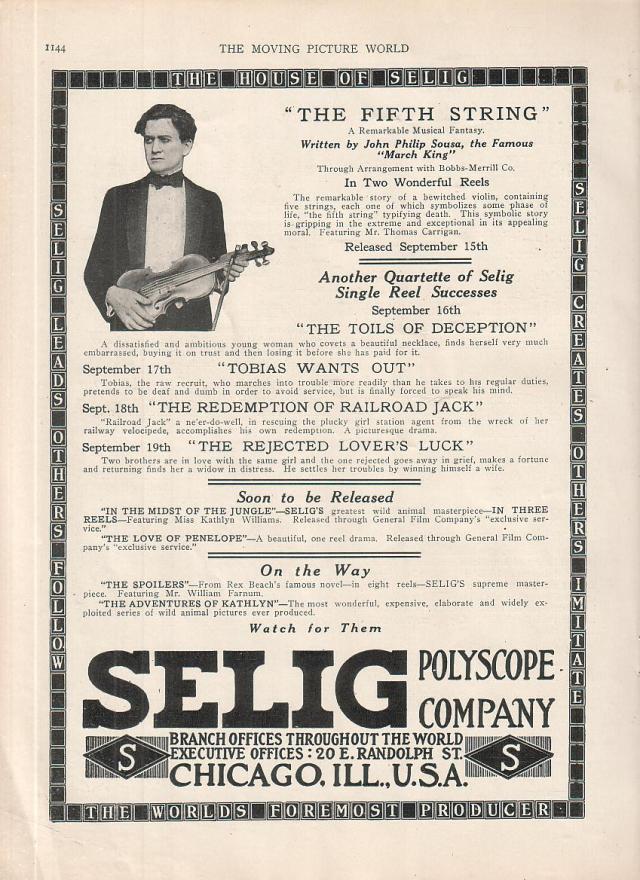 1144
THE MOVING PICTURE WORLD
THE HOUSE OF SELIG
SELIG LEADS OTHERS FOLLOW
"THE FIFTH STRING"
A Remarkable Musical Fantasy.
Written by John Philip Sousa, the Famous
"March King"
Through Arrangement with Bobbs-Merrill Co.
In Two Wonderful Reels
The remarkable story of a bewitched violin, containing
five strings, each one of which symbolizes some phase of
life, "the fifth string" typifying death. This symbolic story
is gripping in the extreme and exceptional in its appealing
moral. Featuring Mr. Thomas Carrigan.
Released September 15th
Another Quartette of Selig
Single Reel Successes
September 16th
"THE TOILS OF DECEPTION"
A dissatisfied and ambitious young woman who covets a beautiful necklace, finds herself very much
embarrassed, buying it on trust and then losing it before she has paid for it.
September 17th "TOBIAS WANTS OUT"
Tobias, the raw recruit, who marches into trouble more readily than he takes to his regular duties,
pretends to be deaf and dumb in order to avoid service, but is finally forced to speak his mind.
Sept. 18th "THE REDEMPTION OF RAILROAD JACK"
"Railroad Jack" a ne'er-do-well, in rescuing the plucky girl station agent from the wreck of her
railway velocipede, accomplishes his own redemption. A picturesque drama.
September 19th "THE REJECTED LOVER'S LUCK"
Two brothers are in love with the same girl and the one rejected goes away in grief, makes a fortune
and returning finds her a widow in distress. He settles her troubles by winning himself a wife.
Soon to be Released
"IN THE MIDST OF THE JUNGLE"—SELIG'S greatest wild animal masterpiece—IN THREE
REELS—Featuring Miss Kathlyn Williams. Released through General Film Company's "exclusive ser-
vice."
"THE LOVE OF PENELOPE"—A beautiful, one reel drama. Released through General Film Com-
pany's "exclusive service."
On the Way
"THE SPOILERS"—From Rex Beach's famous novel—in eight reels—SELIG'S supreme master-
piece. Featuring Mr. William Farnum.
"THE ADVENTURES OF KATHLYN"—The most wonderful, expensive, elaborate and widely ex-
ploited series of wild animal pictures ever produced.
Watch for Them
SELIG POLYSCOPE
COMPANY
S
BRANCH OFFICES THROUGHOUT THE WORLD
EXECUTIVE OFFICES: 20 E. RANDOLPH ST.
CHICAGO, ILL., U.S.A.
S
SELIG CREATES OTHERS IMITATE
THE WORLDS FOREMOST PRODUCER